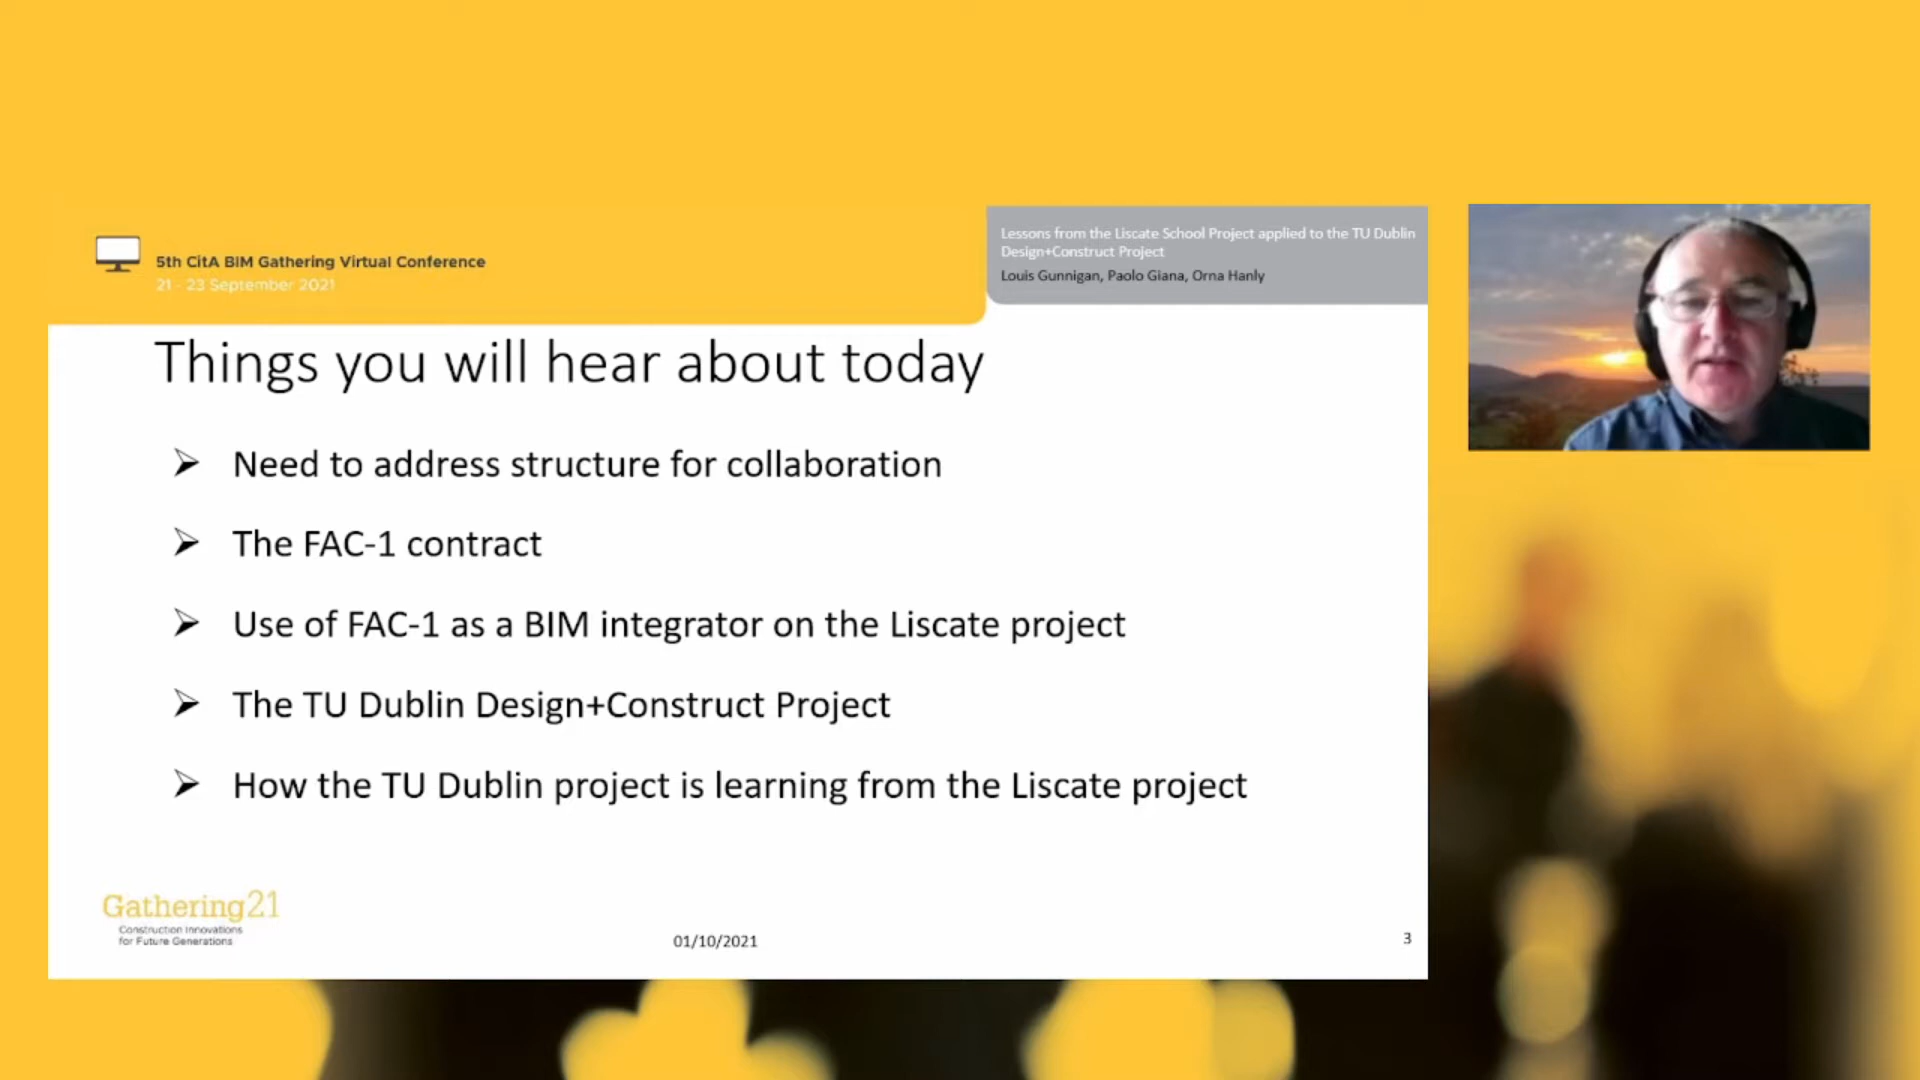 5th CitA BIM Gathering Virtual Conference
21 - 23 September 2021
Lessons from the Liscate School Project applied to the TU Dublin
Design+Construct Project
Louis Gunnigan, Paolo Giana, Orna Hanly
Things you will hear about today
➢ Need to address structure for collaboration
➢ The FAC-1 contract
➢ Use of FAC-1 as a BIM integrator on the Liscate project
➢ The TU Dublin Design+Construct Project
➢ How the TU Dublin project is learning from the Liscate project
Gathering21
Construction Innovations
for Future Generations
01/10/2021
3